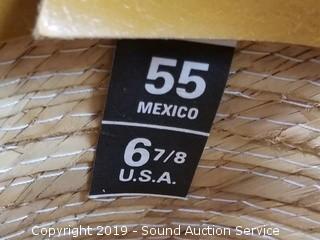 55
MEXICO
6 7/8
U.S.A.
Copyright 2019 - Sound Auction Service